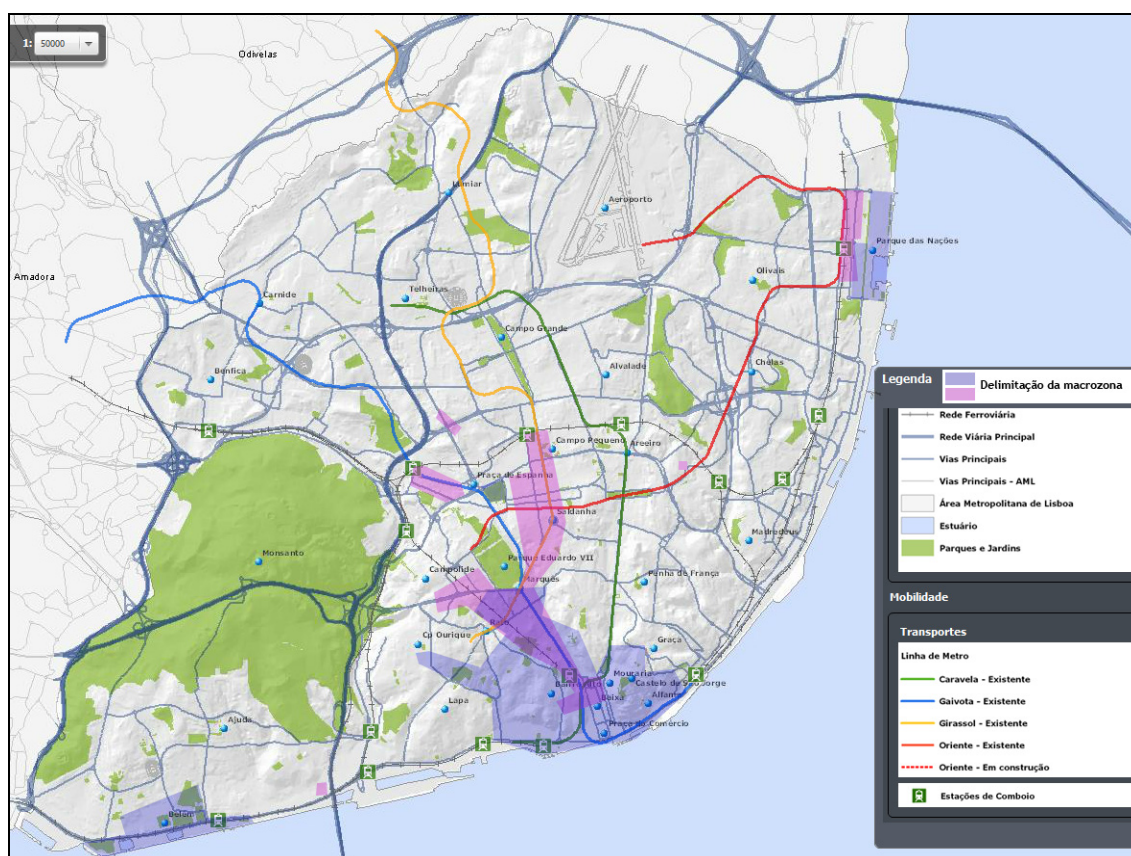 1: 50000
Odivelas
Lumiar
Aeroporto
Parque das Nações
Amadora
Olivais
Carnide
Telheiras
Campo Grande
Chelas
Benfica
Alvalade
Legenda
Delimitação da macrozona
Rede Ferroviária
Rede Viária Principal
Vias Principais
Vias Principais - AML
Área Metropolitana de Lisboa
Estuário
Parques e Jardins
Campo Pequeno
Areeiro
Praça de Espanha
Saldanha
Madredeus
Monsanto
Parque Eduardo VII
Campolide
Marquês
Penha de França
Rato
Cp Ourique
Graça
Mouraria
Castelo de São Jorge
Alfama
Baixa
Lapa
Praça do Comércio
Ajuda
Belém
Mobilidade
Transportes
Linha de Metro
Caravela - Existente
Gaivota - Existente
Girassol - Existente
Oriente - Existente
Oriente - Em construção
Estações de Comboio